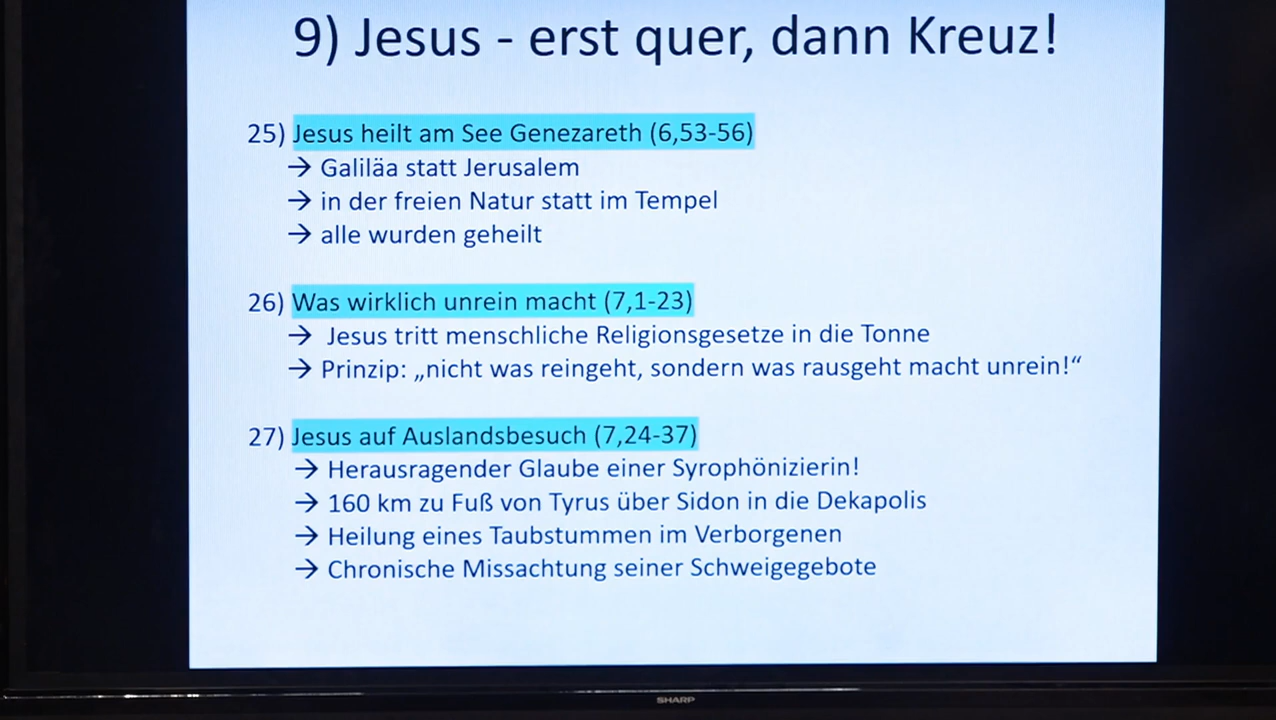 9) Jesus - erst quer, dann Kreuz!
25) Jesus heilt am See Genezareth (6,53-56)
→ Galiläa statt Jerusalem
→ in der freien Natur statt im Tempel
→ alle wurden geheilt
26) Was wirklich unrein macht (7,1-23)
→ Jesus tritt menschliche Religionsgesetze in die Tonne
→ Prinzip: „nicht was reingeht, sondern was rausgeht macht unrein!“
27) Jesus auf Auslandsbesuch (7,24-37)
→ Herausragender Glaube einer Syrophönizierin!
→ 160 km zu Fuß von Tyrus über Sidon in die Dekapolis
→ Heilung eines Taubstummen im Verborgenen
→ Chronische Missachtung seiner Schweigegebote
SHARP